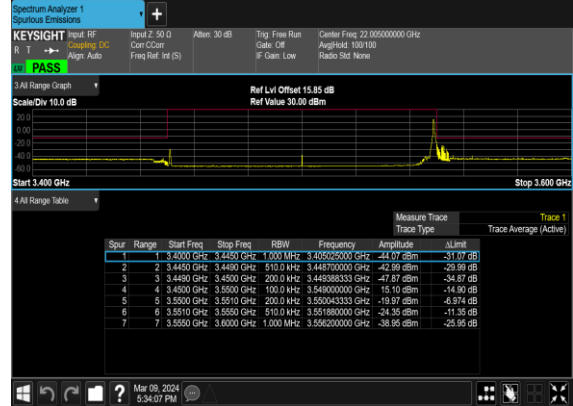 Spectrum Analyzer 1
Spurious Emissions
+
KEYSIGHT Input: RF Input Z: 50 Ω Atten: 30 dB Trig: Free Run Center Freq: 22.005000000 GHz
R T Coupling: DC Corr CCorr Gate: Off Avg|Hold: 100/100
Align: Auto Freq Ref: Int (S) IF Gain: Low Radio Std: None
PASS
3 All Range Graph
Ref Lvl Offset 15.85 dB
Scale/Div 10.0 dB Ref Value 30.00 dBm
20.0
0.00
-20.0
-40.0
-60.0
Start 3.400 GHz Stop 3.600 GHz
4 All Range Table
Measure Trace Trace 1
Trace Type Trace Average (Active)
Spur Range Start Freq Stop Freq RBW Frequency Amplitude ΔLimit
1 1 3.4000 GHz 3.4450 GHz 1.000 MHz 3.405025000 GHz -44.07 dBm -31.07 dB
2 2 3.4450 GHz 3.4490 GHz 510.0 kHz 3.448700000 GHz -42.99 dBm -29.99 dB
3 3 3.4490 GHz 3.4500 GHz 200.0 kHz 3.449388333 GHz -47.87 dBm -34.87 dB
4 4 3.4500 GHz 3.5500 GHz 100.0 kHz 3.549000000 GHz 15.10 dBm -14.90 dB
5 5 3.5500 GHz 3.5510 GHz 200.0 kHz 3.550043333 GHz -19.97 dBm -6.974 dB
6 6 3.5510 GHz 3.5550 GHz 510.0 kHz 3.551880000 GHz -24.35 dBm -11.35 dB
7 7 3.5550 GHz 3.6000 GHz 1.000 MHz 3.556200000 GHz -38.95 dBm -25.95 dB
? Mar 09, 2024
5:34:07 PM